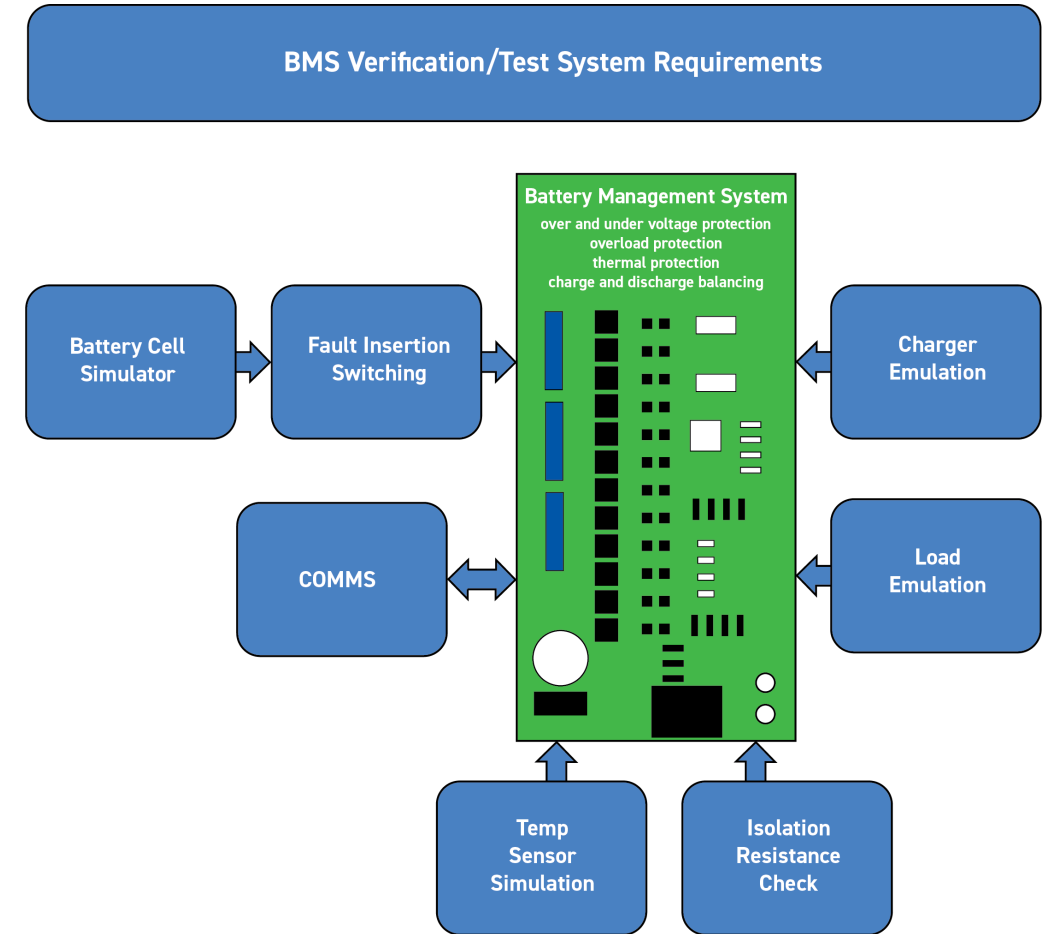 BMS Verification/Test System Requirements
Battery Management System
over and under voltage protection
overload protection
thermal protection
charge and discharge balancing
Battery Cell
Simulator
Fault Insertion
Switching
Charger
Emulation
COMMS
Load
Emulation
Temp
Sensor
Simulation
Isolation
Resistance
Check